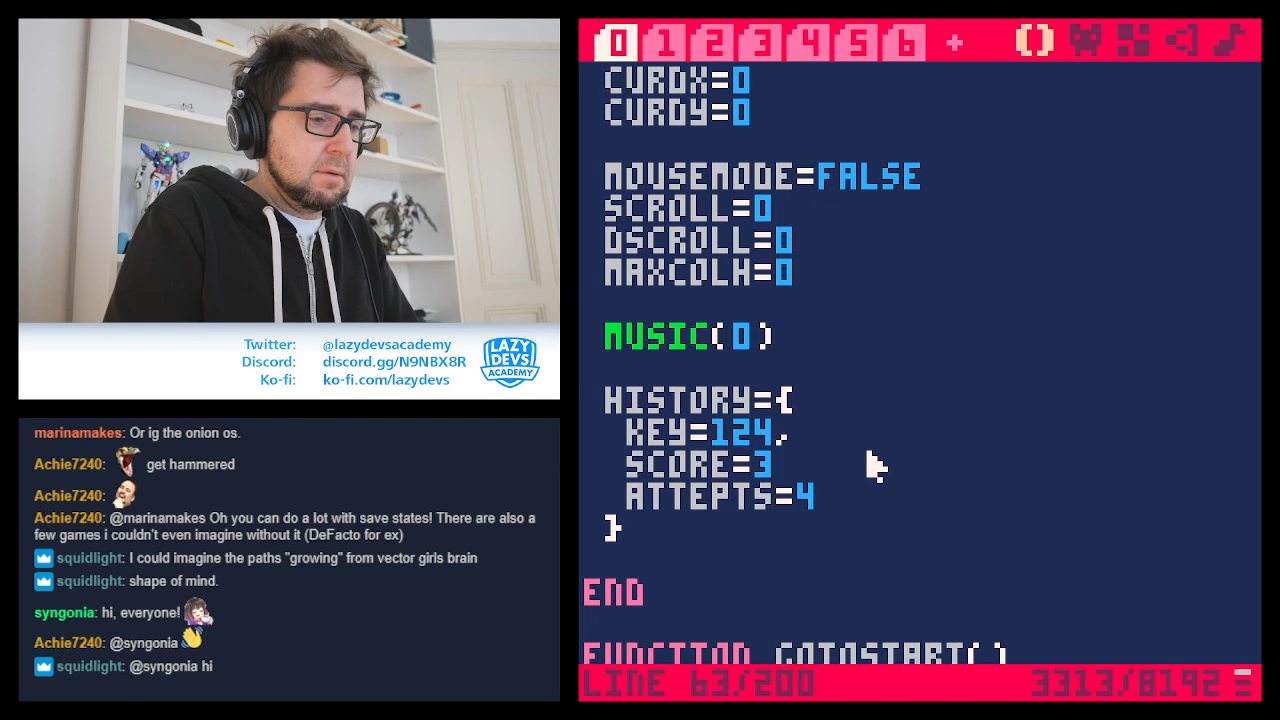 Twitter: @lazydevsacademy
Discord: discord.gg/N9NBX8R
Ko-fi: ko-fi.com/lazydevs
LAZY
DEVS
ACADEMY
marinamakes: Or ig the onion os.
Achie7240: get hammered
Achie7240:
Achie7240: @marinamakes Oh you can do a lot with save states! There are also a
few games i couldn't even imagine without it (DeFacto for ex)
squidlight: I could imagine the paths "growing" from vector girls brain
squidlight: shape of mind.
syngonia: hi, everyone!
Achie7240: @syngonia
squidlight: @syngonia hi
0 1 2 3 4 5 6 + ()
CURDX=0
CURDY=0
MOUSEMODE=FALSE
SCROLL=0
DSCROLL=0
MAXCOLH=0
MUSIC(0)
HISTORY={
KEY=124,
SCORE=3
ATTEPTS=4
}
END
FUNCTION GOTOSTART()
LINE 63/200
3313/8192